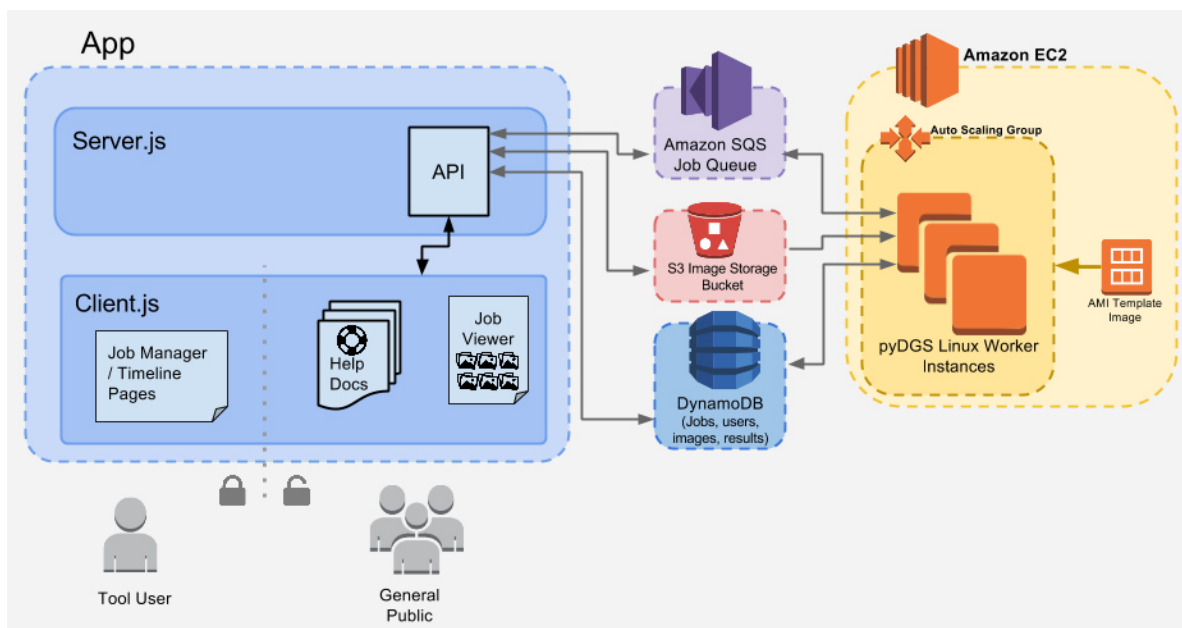 App
Server.js
API
Client.js
Job Manager
/ Timeline
Pages
Help
Docs
Job
Viewer
Tool User
General
Public
Amazon SQS
Job Queue
S3 Image Storage
Bucket
DynamoDB
(Jobs, users,
images, results)
Amazon EC2
Auto Scaling Group
pyDGS Linux Worker
Instances
AMI Template
Image